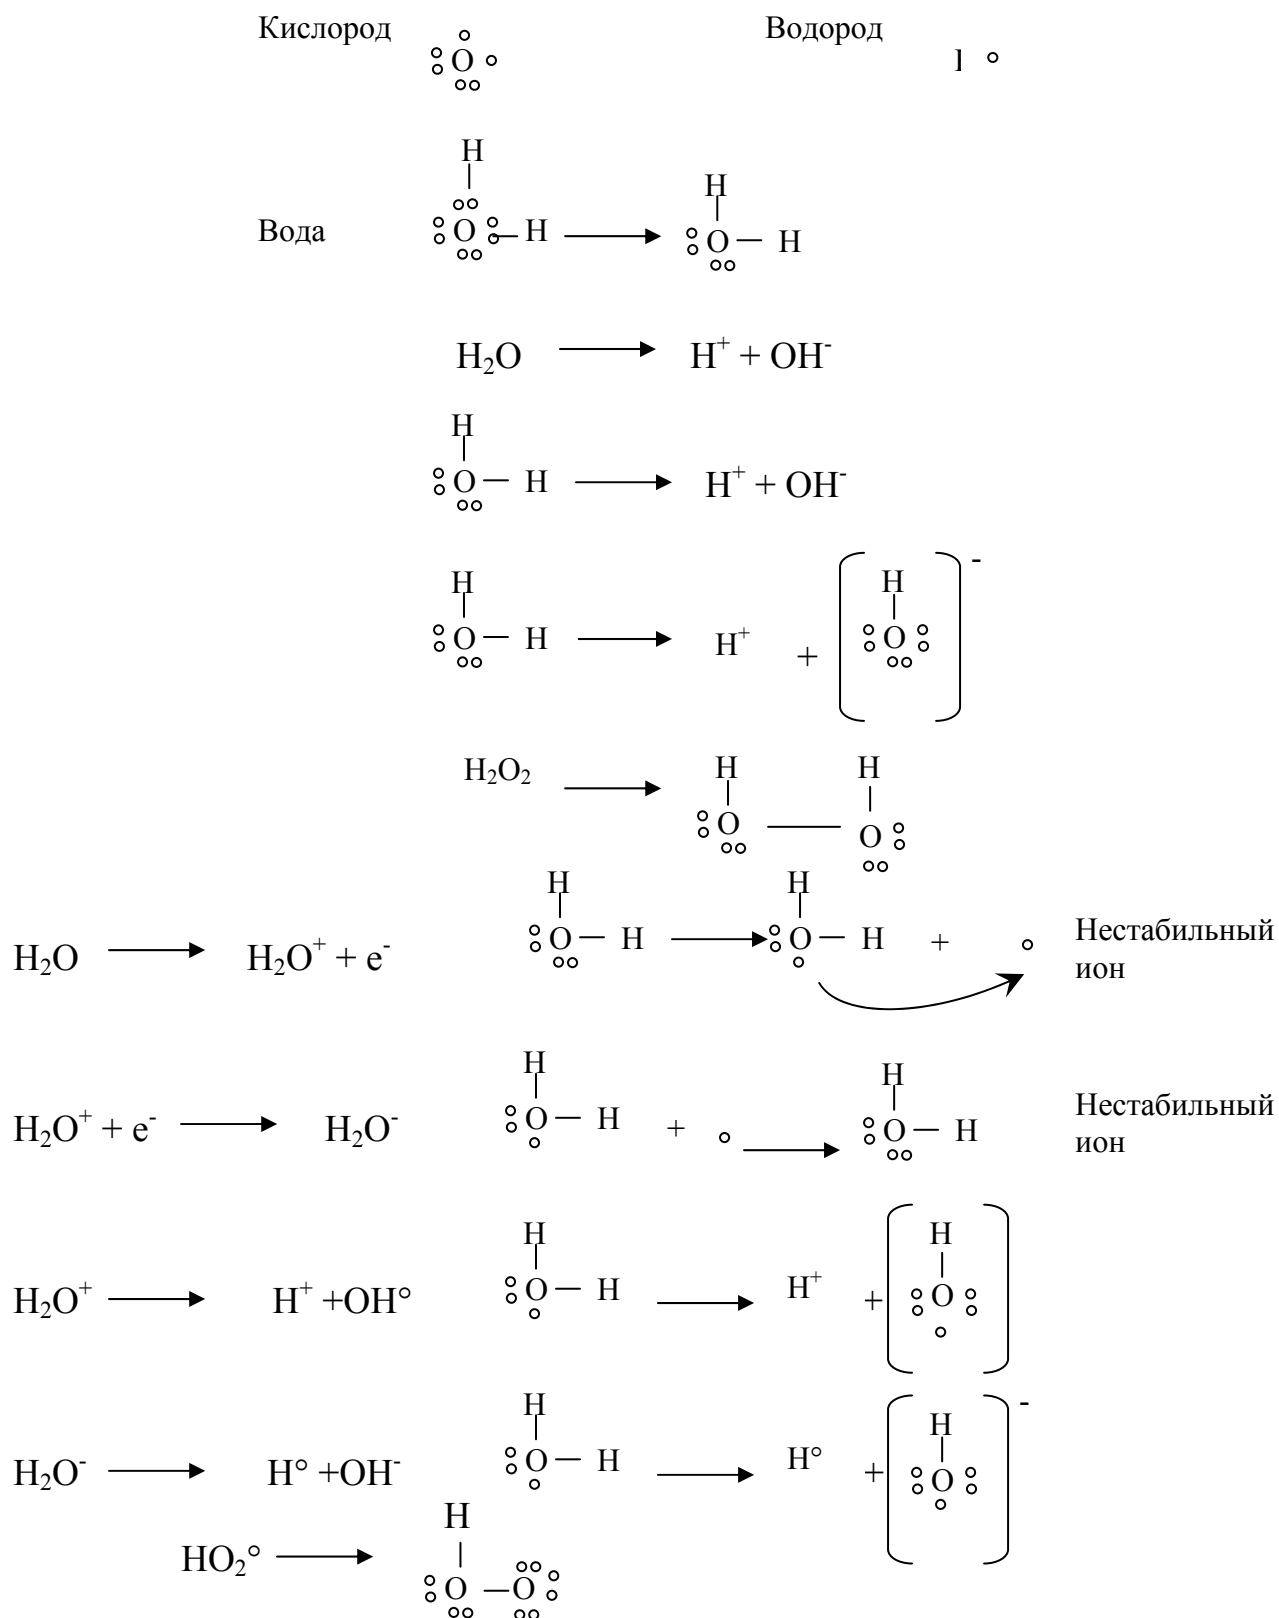 Кислород O Водород
H
H
Вода O H O H
H₂O H⁺ + OH⁻
H
O H H⁺ + OH⁻
H H -
O H H⁺ + O
H₂O₂ H H
O O
H H
H₂O H₂O⁺ + e⁻ O H O H + Нестабильный
ион
H H
H₂O⁺ + e⁻ H₂O⁻ O H + O H Нестабильный
ион
H H
H₂O⁺ H⁺ +OH° O H H⁺ + O
H H -
H₂O⁻ H° +OH⁻ O H H° + O
H
HO₂° O O